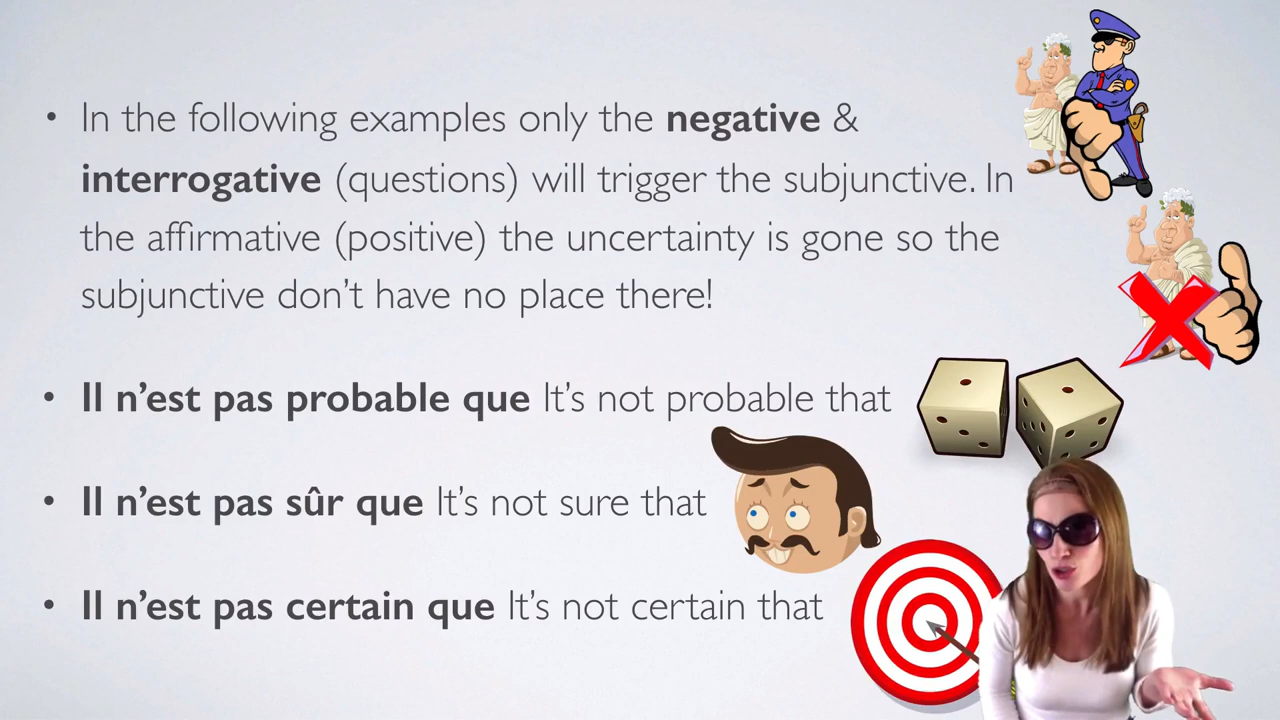 • In the following examples only the negative &
interrogative (questions) will trigger the subjunctive. In
the affirmative (positive) the uncertainty is gone so the
subjunctive don't have no place there!
• Il n'est pas probable que It's not probable that
• Il n'est pas sûr que It's not sure that
• Il n'est pas certain que It's not certain that